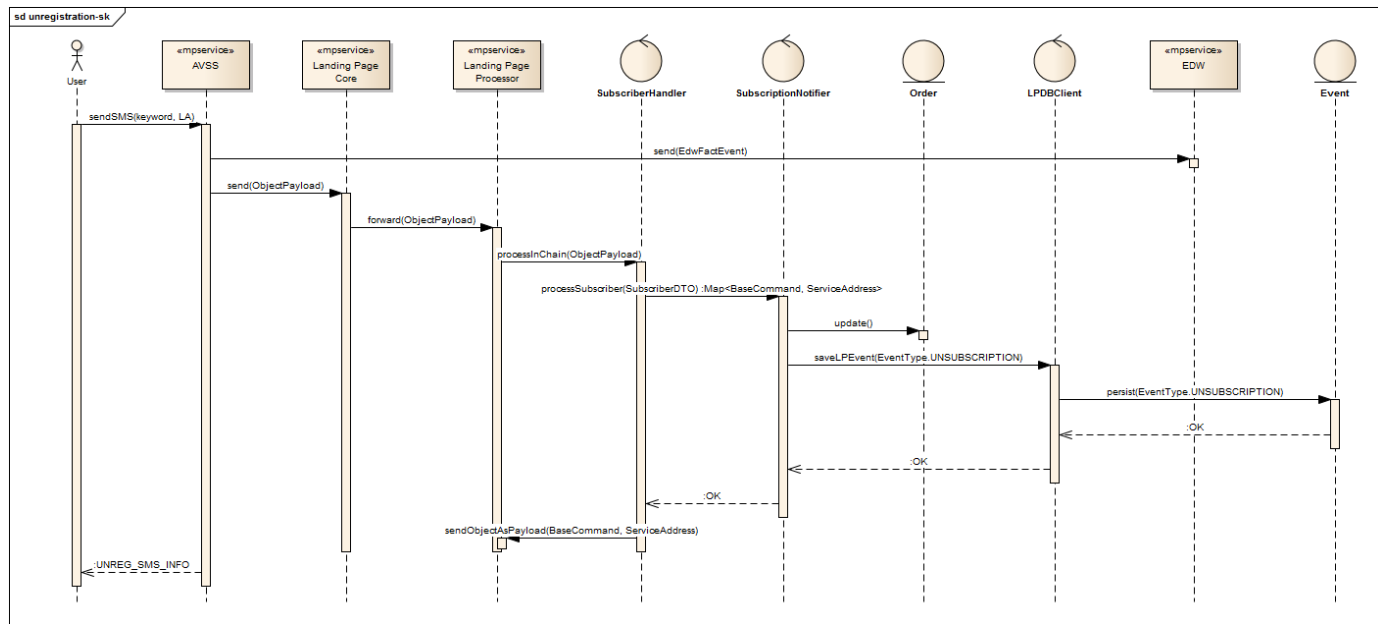 sd unregistration-sk
User
«mpservice»
AVSS
«mpservice»
Landing Page
Core
«mpservice»
Landing Page
Processor
SubscriberHandler
SubscriptionNotifier
Order
LPDBClient
«mpservice»
EDW
Event
sendSMS(keyword, LA)
send(EdwFactEvent)
send(ObjectPayload)
forward(ObjectPayload)
processInChain(ObjectPayload)
processSubscriber(SubscriberDTO) :Map<BaseCommand, ServiceAddress>
update()
saveLPEvent(EventType.UNSUBSCRIPTION)
persist(EventType.UNSUBSCRIPTION)
:OK
:OK
:OK
sendObjectAsPayload(BaseCommand, ServiceAddress)
:UNREG_SMS_INFO